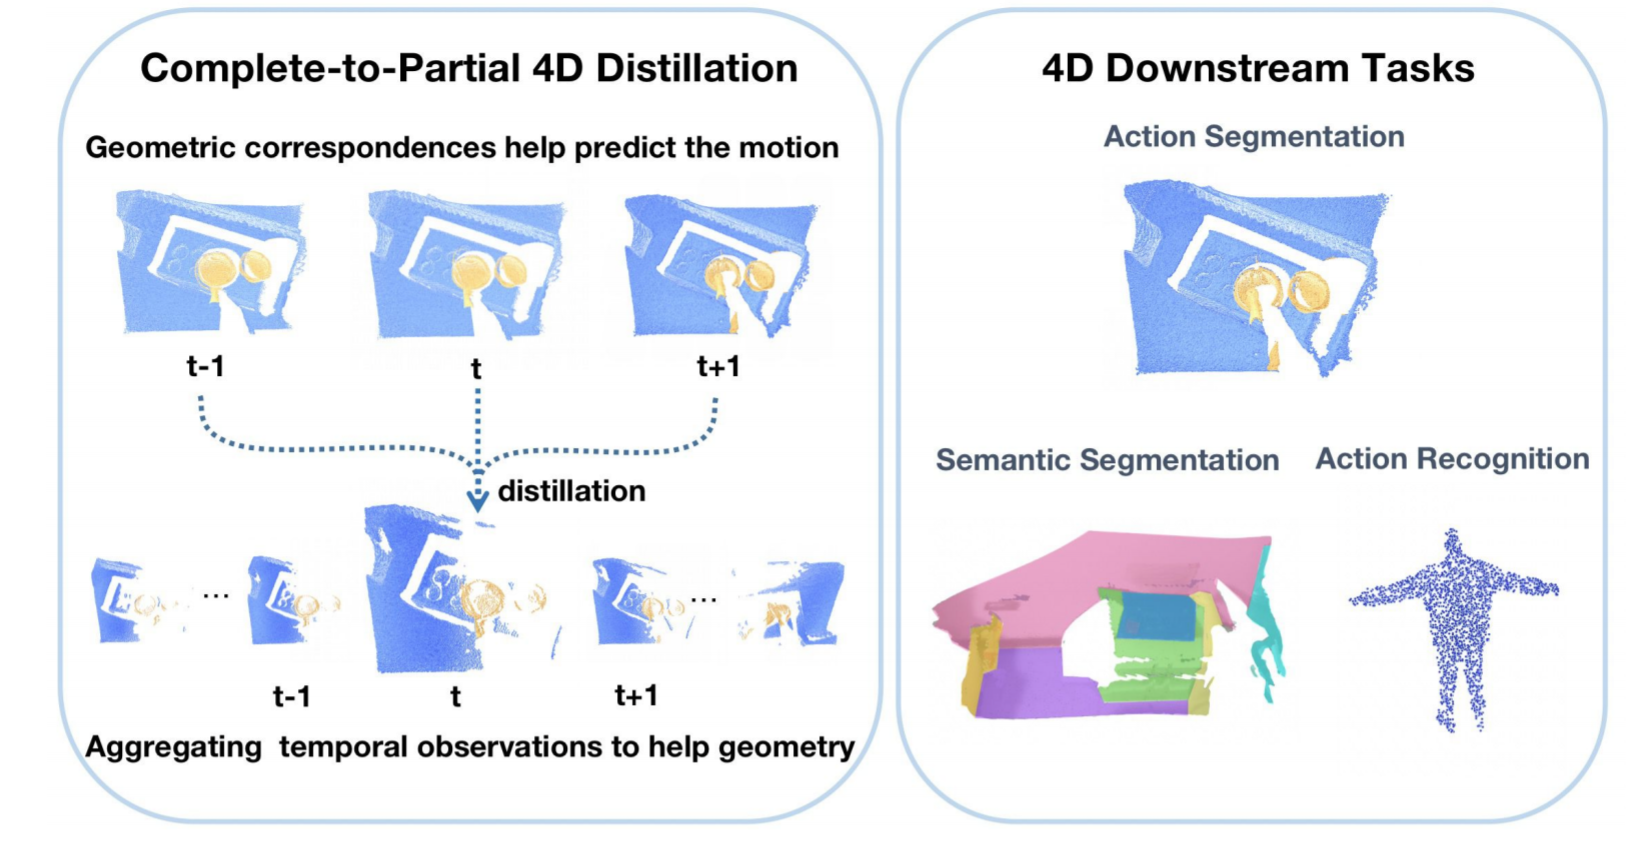 Complete-to-Partial 4D Distillation
Geometric correspondences help predict the motion
t-1
t
t+1
distillation
...
...
t-1
t
t+1
Aggregating temporal observations to help geometry
4D Downstream Tasks
Action Segmentation
Semantic Segmentation
Action Recognition